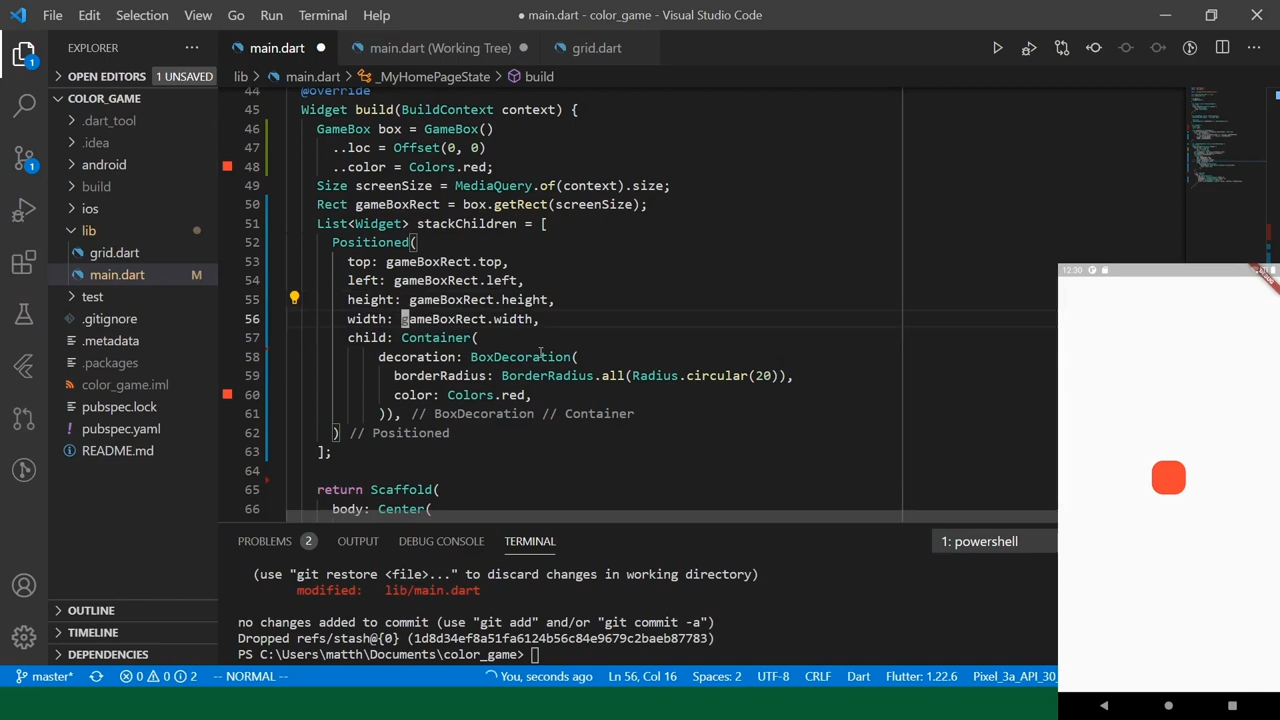 File Edit Selection View Go Run Terminal Help
● main.dart - color_game - Visual Studio Code
EXPLORER
OPEN EDITORS 1 UNSAVED
COLOR_GAME
.dart_tool
.idea
android
build
ios
lib
grid.dart
main.dart M
test
.gitignore
.metadata
.packages
color_game.iml
pubspec.lock
pubspec.yaml
README.md
OUTLINE
TIMELINE
DEPENDENCIES
1
1
main.dart
main.dart (Working Tree)
grid.dart
lib > main.dart > _MyHomePageState > build
44 @override
45 Widget build(BuildContext context) {
46 GameBox box = GameBox()
47 ..loc = Offset(0, 0)
48 ..color = Colors.red;
49 Size screenSize = MediaQuery.of(context).size;
50 Rect gameBoxRect = box.getRect(screenSize);
51 List<Widget> stackChildren = [
52 Positioned(
53 top: gameBoxRect.top,
54 left: gameBoxRect.left,
55 height: gameBoxRect.height,
56 width: gameBoxRect.width,
57 child: Container(
58 decoration: BoxDecoration(
59 borderRadius: BorderRadius.all(Radius.circular(20)),
60 color: Colors.red,
61 )), // BoxDecoration // Container
62 ) // Positioned
63 ];
64
65 return Scaffold(
66 body: Center(
PROBLEMS 2 OUTPUT DEBUG CONSOLE TERMINAL
1: powershell
(use "git restore <file>..." to discard changes in working directory)
modified: lib/main.dart
no changes added to commit (use "git add" and/or "git commit -a")
Dropped refs/stash@{0} (1d8d34ef8a51fa6124b56c84e9679c2baeb87783)
PS C:\Users\matth\Documents\color_game>
master* 0 0 2 -- NORMAL -- You, seconds ago Ln 56, Col 16 Spaces: 2 UTF-8 CRLF Dart Flutter: 1.22.6 Pixel_3a_API_30_
12:30